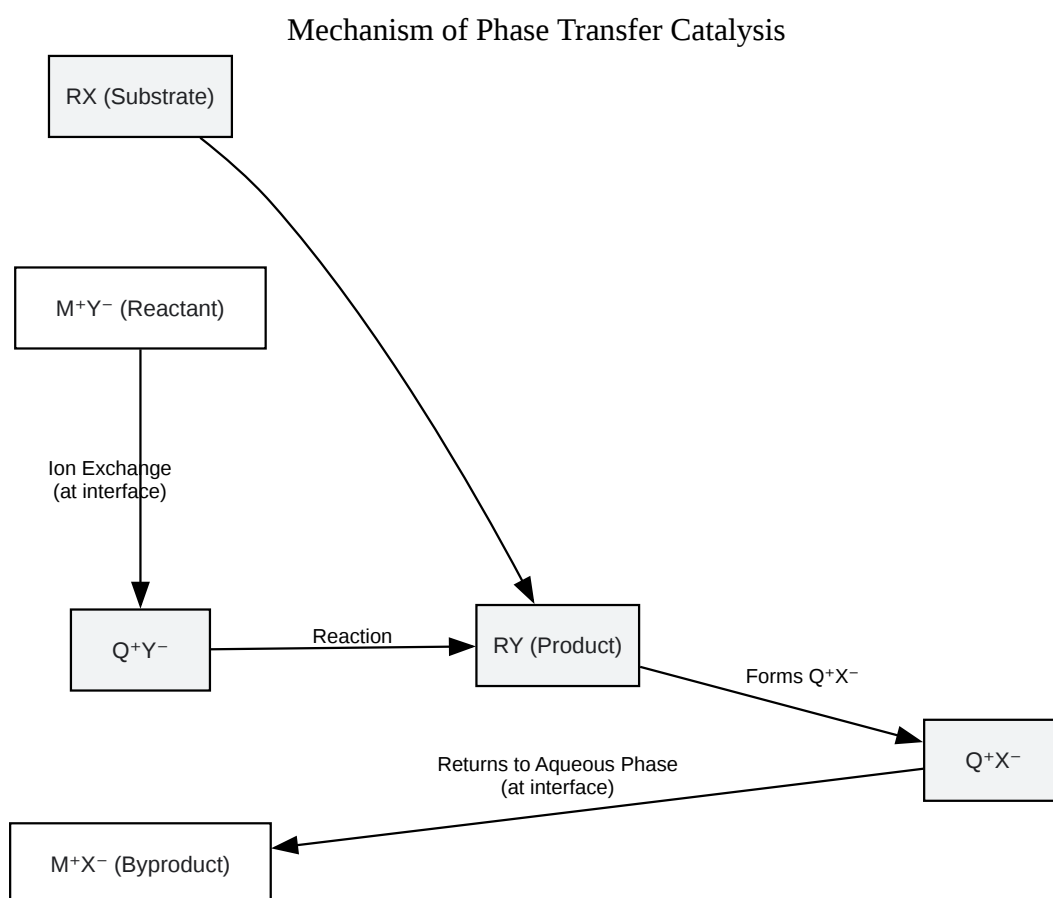 Mechanism of Phase Transfer Catalysis
RX (Substrate)
M⁺Y⁻ (Reactant)
Ion Exchange
(at interface)
Q⁺Y⁻
Reaction
RY (Product)
Forms Q⁺X⁻
Q⁺X⁻
Returns to Aqueous Phase
(at interface)
M⁺X⁻ (Byproduct)